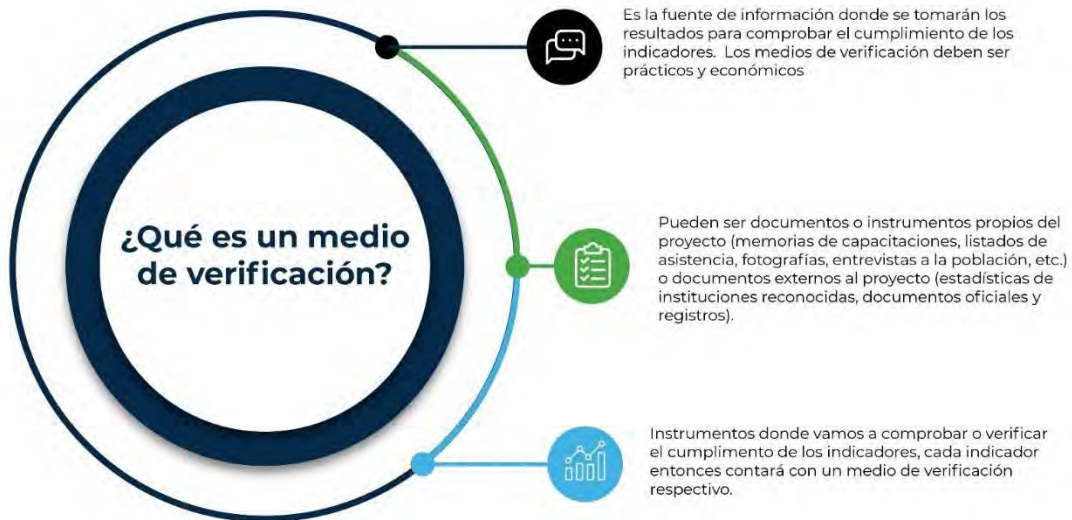 ¿Qué es un medio
de verificación?
Es la fuente de información donde se tomarán los
resultados para comprobar el cumplimiento de los
indicadores. Los medios de verificación deben ser
prácticos y económicos
Pueden ser documentos o instrumentos propios del
proyecto (memorias de capacitaciones, listados de
asistencia, fotografías, entrevistas a la población, etc.)
o documentos externos al proyecto (estadísticas de
instituciones reconocidas, documentos oficiales y
registros).
Instrumentos donde vamos a comprobar o verificar
el cumplimento de los indicadores, cada indicador
entonces contará con un medio de verificación
respectivo.